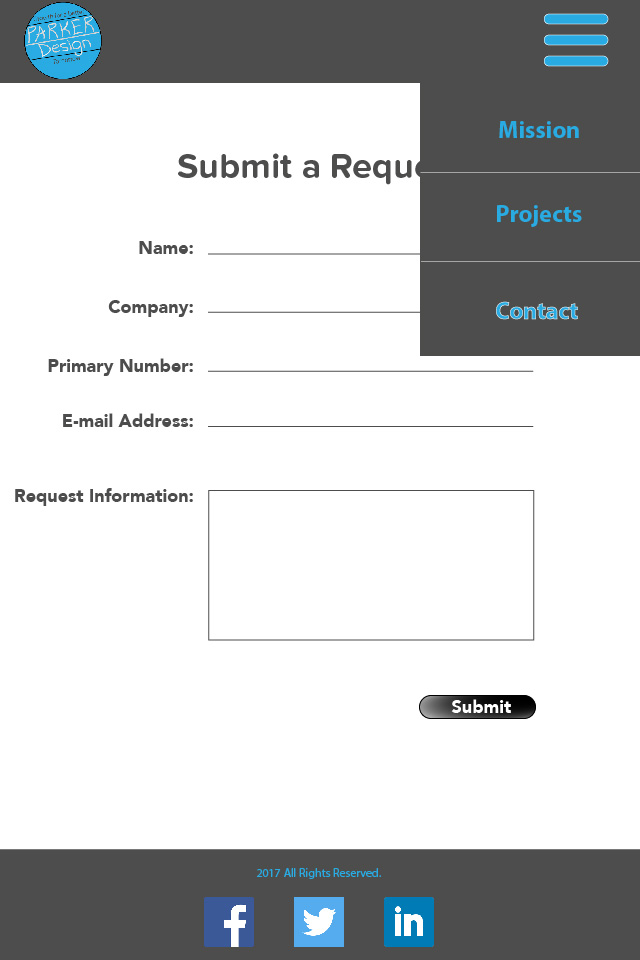 PARKER
Design
Mission
Submit a Reque
Projects
Name:
Company:
Contact
Primary Number:
E-mail Address:
Request Information:
Submit
2017 All Rights Reserved.
f
in